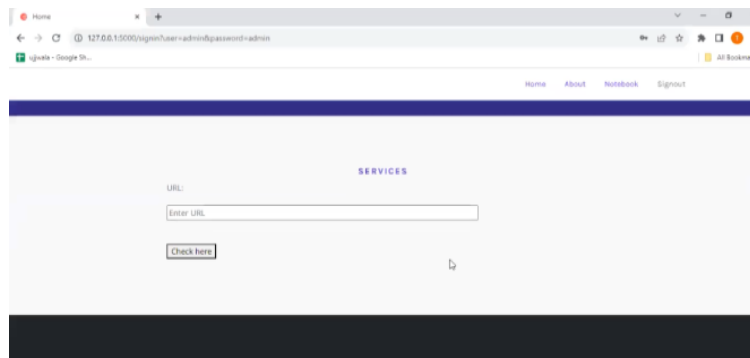 Home
127.0.0.1:5000/signin?user=admin&password=admin
ujjwala - Google Sh...
All Bookma
Home About Notebook Signout
SERVICES
URL:
Enter URL
Check here